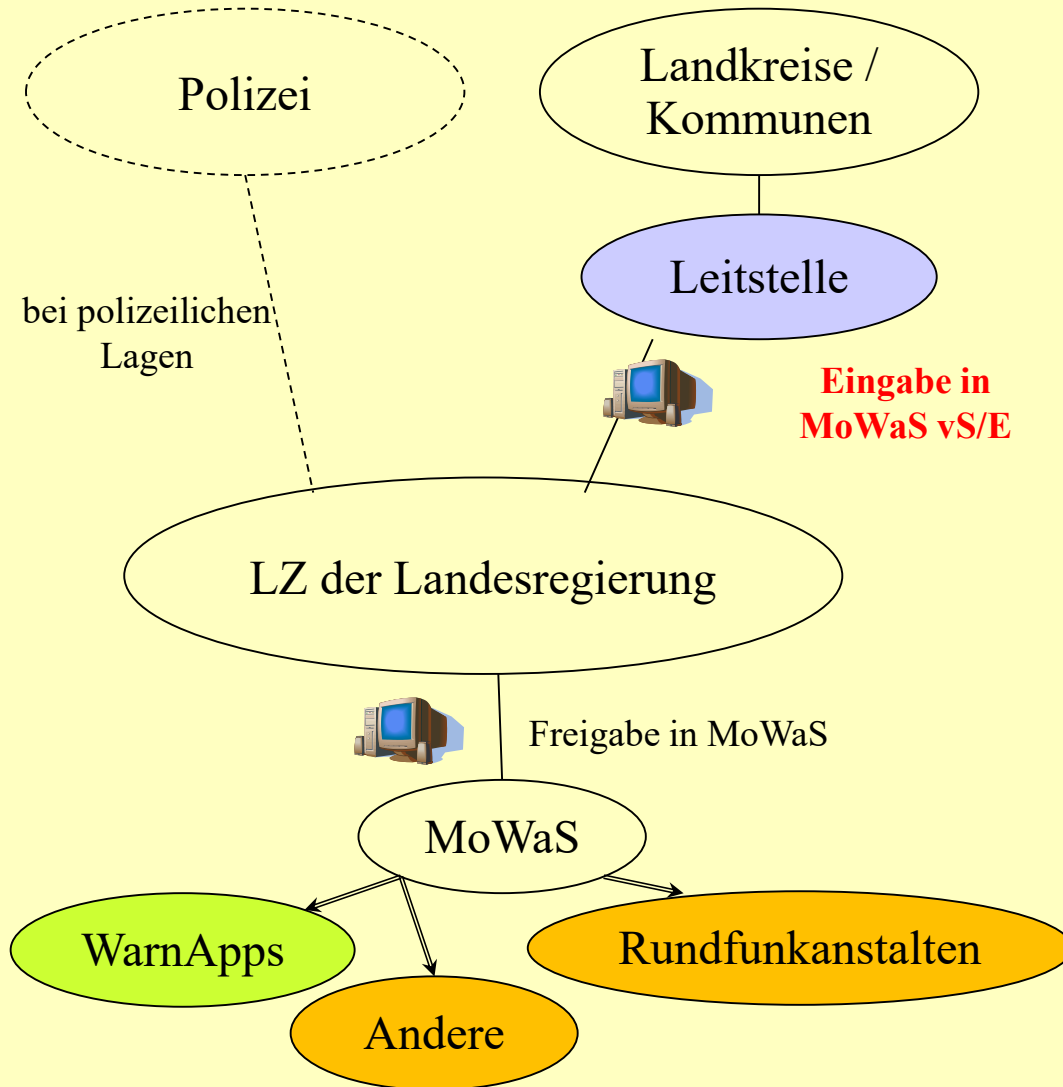 Polizei
Landkreise /
Kommunen
Leitstelle
bei polizeilichen
Lagen
Eingabe in
MoWaS vS/E
LZ der Landesregierung
Freigabe in MoWaS
MoWaS
WarnApps
Rundfunkanstalten
Andere